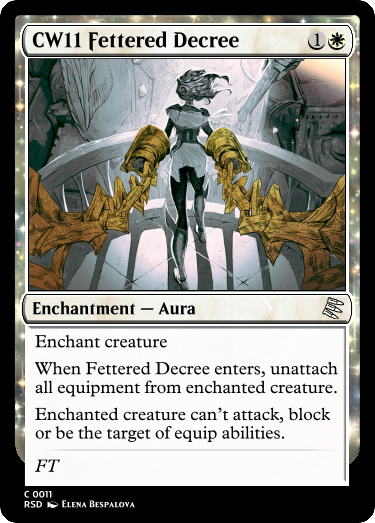 CW11 Fettered Decree 1
Enchantment — Aura
Enchant creature
When Fettered Decree enters, unattach
all equipment from enchanted creature.
Enchanted creature can't attack, block
or be the target of equip abilities.
FT
C 0011
RSD ELENA BESPALOVA